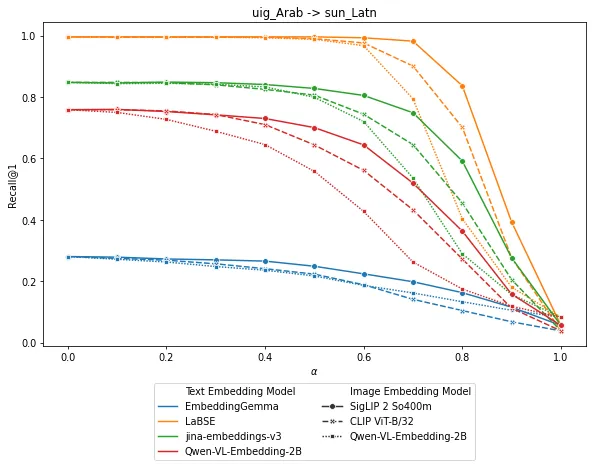 uig_Arab -> sun_Latn
Recall@1
1.0
0.8
0.6
0.4
0.2
0.0
0.0 0.2 0.4 0.6 0.8 1.0
α
Text Embedding Model
EmbeddingGemma
LaBSE
jina-embeddings-v3
Qwen-VL-Embedding-2B
Image Embedding Model
SigLIP 2 So400m
CLIP ViT-B/32
Qwen-VL-Embedding-2B